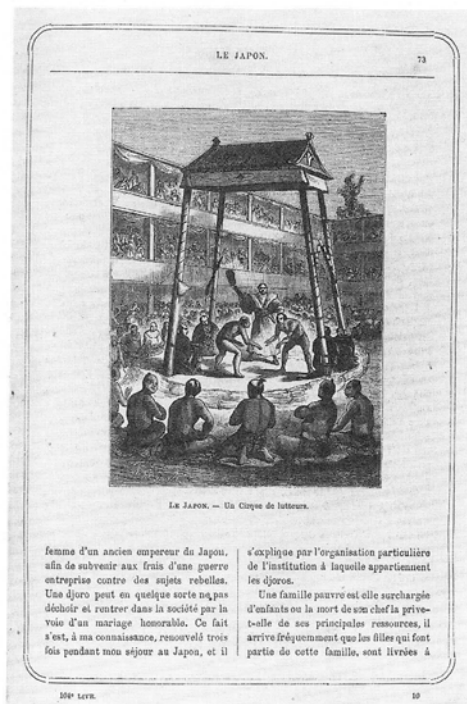 LE JAPON.
73
LE JAPON. — Un Cirque de lutteurs.
femme d'un ancien empereur du Japon,
afin de subvenir aux frais d'une guerre
entreprise contre des sujets rebelles.
Une djoro peut en quelque sorte ne pas
déchoir et rentrer dans la société par la
voie d'un mariage honorable. Ce fait
s'est, à ma connaissance, renouvelé trois
fois pendant mon séjour au Japon, et il
s'explique par l'organisation particulière
de l'institution à laquelle appartiennent
les djoros.
Une famille pauvre est elle surchargée
d'enfants ou la mort de son chef la prive-
t-elle de ses principales ressources, il
arrive fréquemment que les filles qui font
partie de cette famille, sont livrées à
104e LIVR.
10